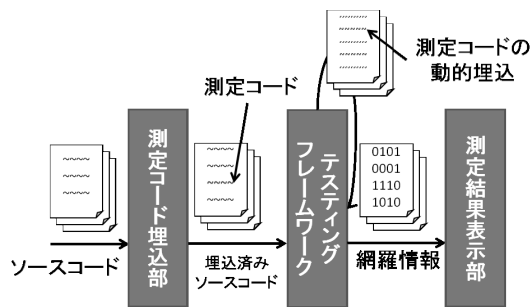 測定コードの
動的埋込
測定コード
ソースコード
測定コード埋込部
埋込済み
ソースコード
テスティング
フレームワーク
0101
0001
1110
1010
網羅情報
測定結果表示部